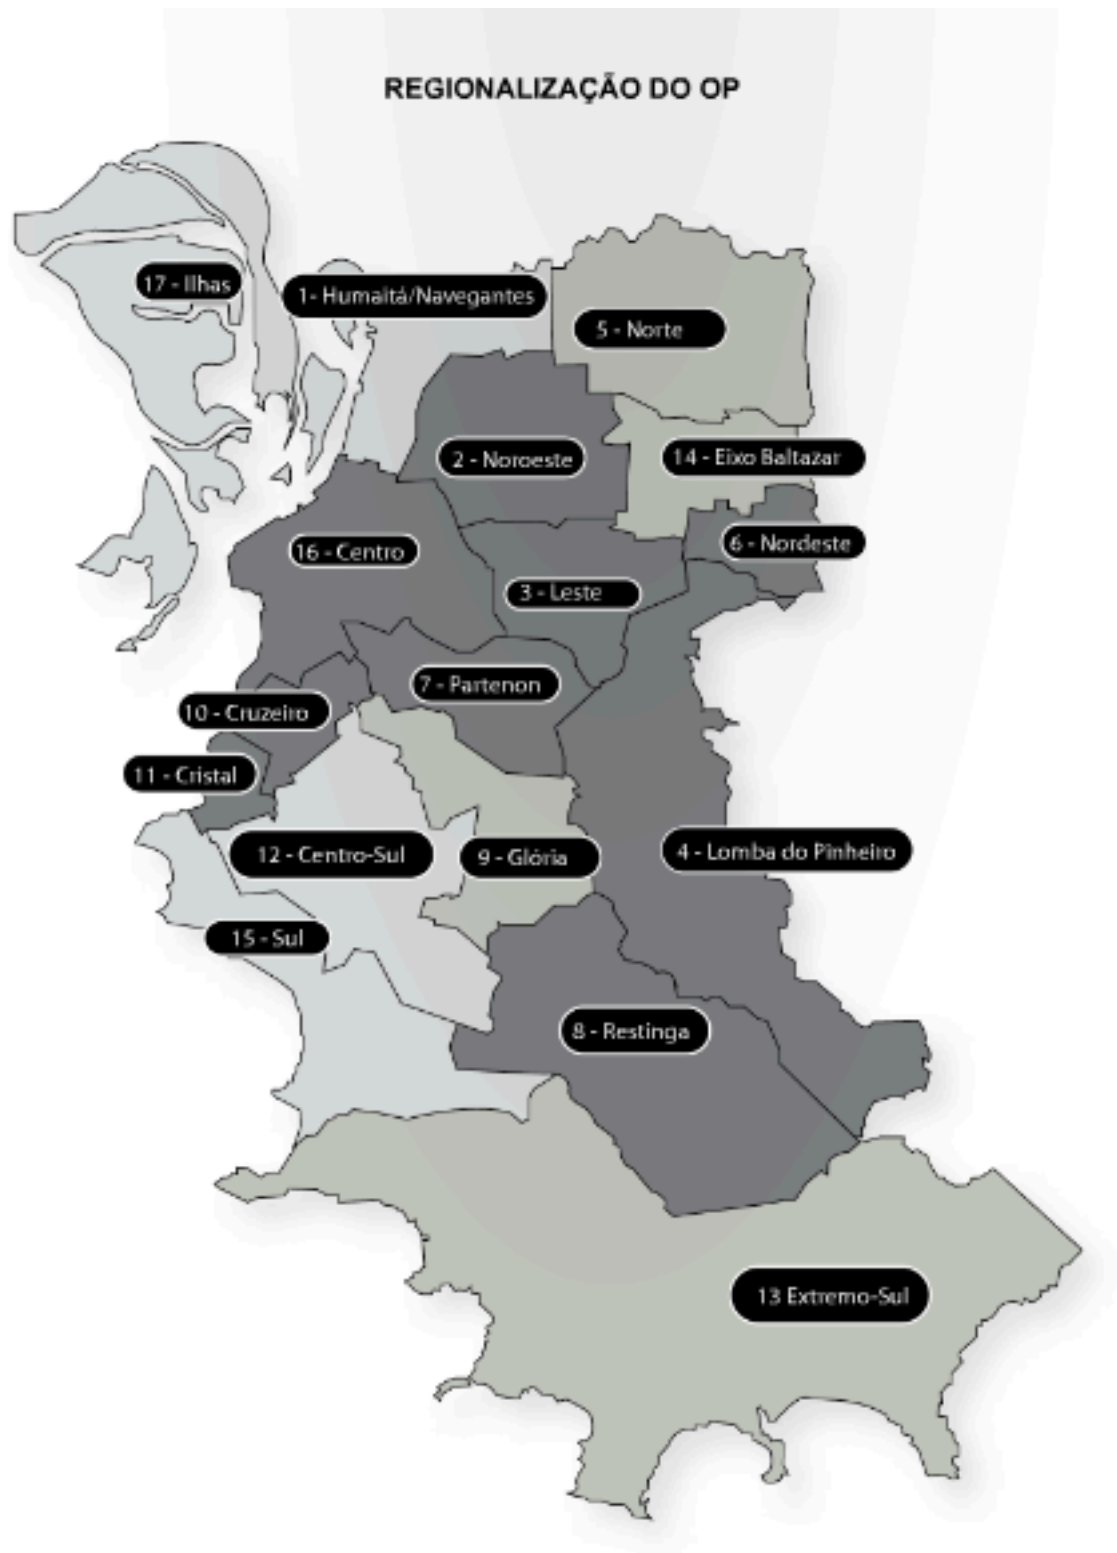 REGIONALIZAÇÃO DO OP
17 - Ilhas
1- Humaitá/Navegantes
5 - Norte
2 - Noroeste
14 - Eixo Baltazar
16 - Centro
6 - Nordeste
3 - Leste
7 - Partenon
10 - Cruzeiro
11 - Cristal
12 - Centro-Sul
9 - Glória
4 - Lomba do Pinheiro
15 - Sul
8 - Restinga
13 Extremo-Sul